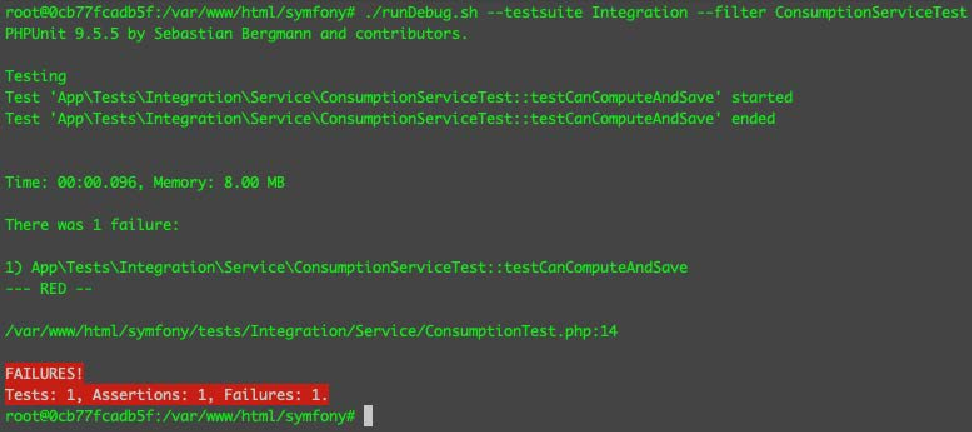 root@0cb77fcadb5f:/var/www/html/symfony# ./runDebug.sh --testsuite Integration --filter ConsumptionServiceTest
PHPUnit 9.5.5 by Sebastian Bergmann and contributors.
Testing
Test 'App\Tests\Integration\Service\ConsumptionServiceTest::testCanComputeAndSave' started
Test 'App\Tests\Integration\Service\ConsumptionServiceTest::testCanComputeAndSave' ended
Time: 00:00.096, Memory: 8.00 MB
There was 1 failure:
1) App\Tests\Integration\Service\ConsumptionServiceTest::testCanComputeAndSave
--- RED --
/var/www/html/symfony/tests/Integration/Service/ConsumptionTest.php:14
FAILURES!
Tests: 1, Assertions: 1, Failures: 1.
root@0cb77fcadb5f:/var/www/html/symfony#